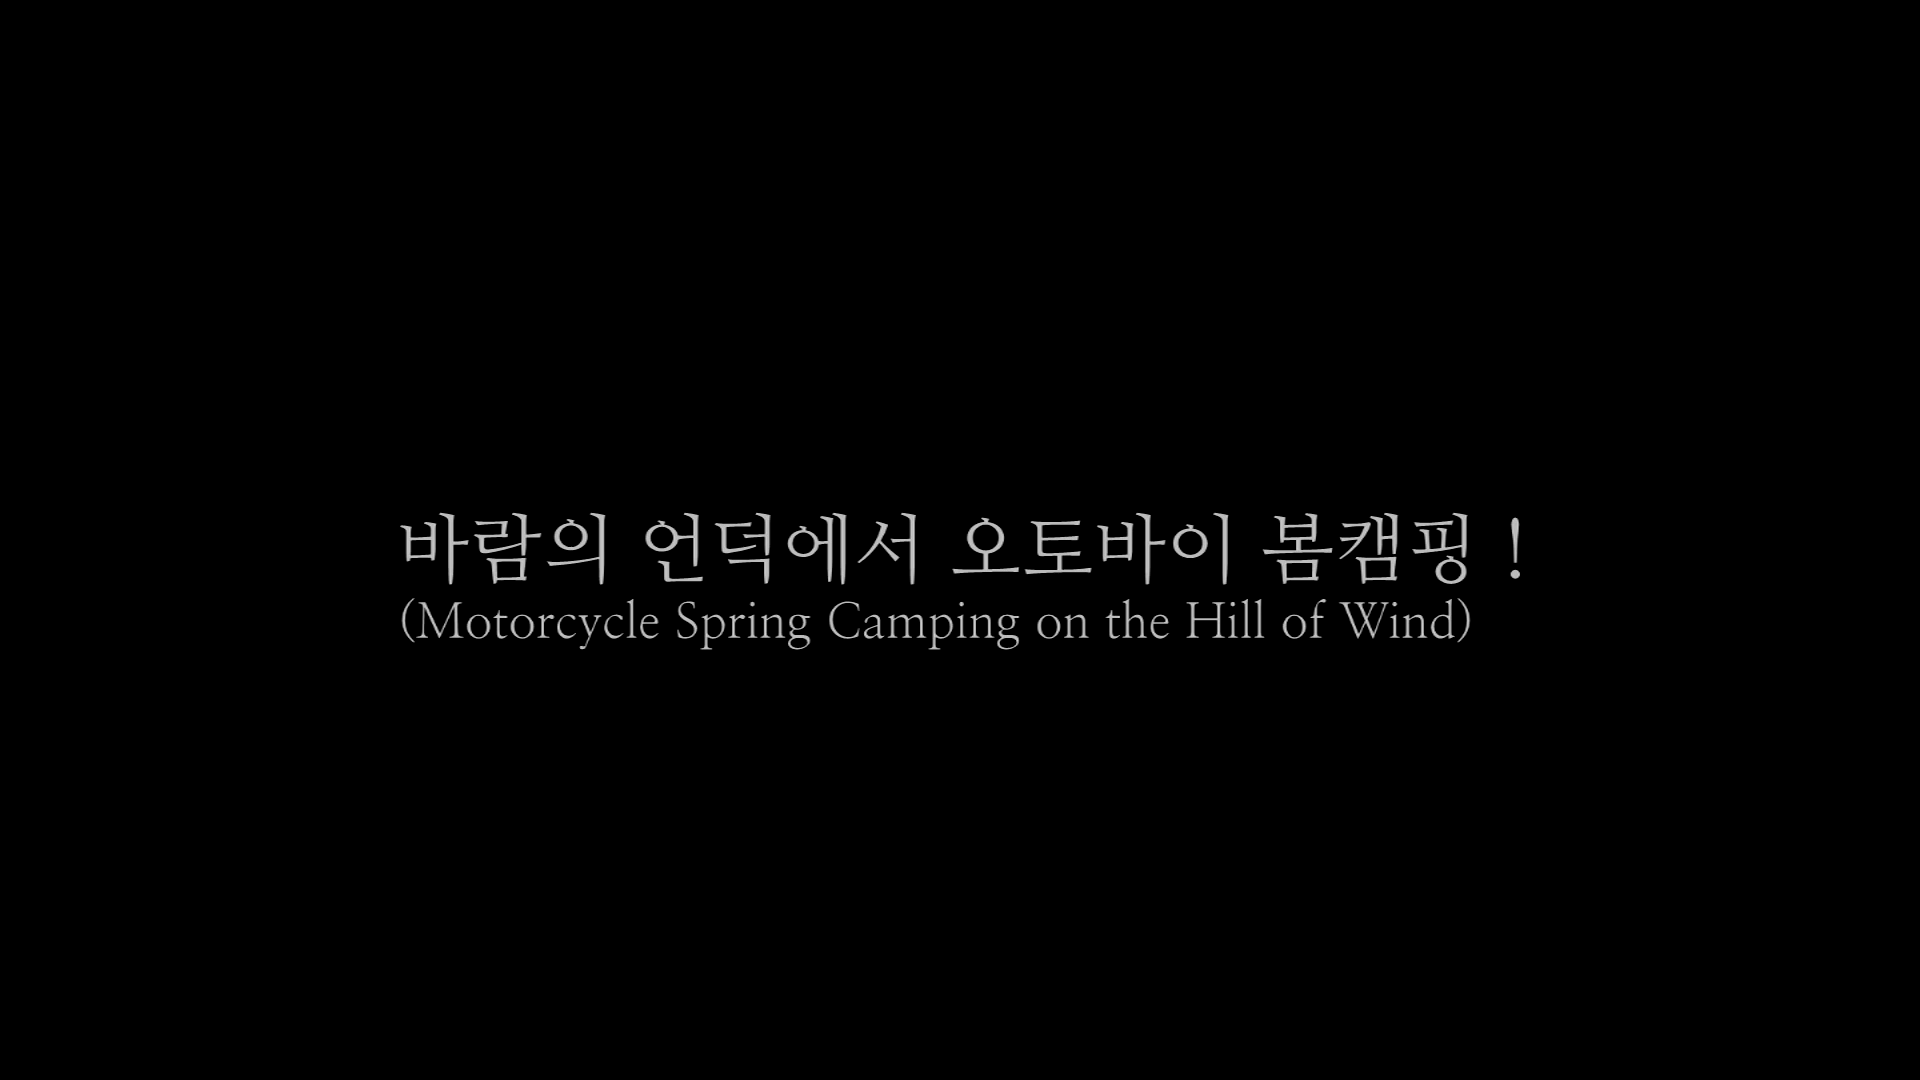 바람의 언덕에서 오토바이 봄캠핑 !
(Motorcycle Spring Camping on the Hill of Wind)